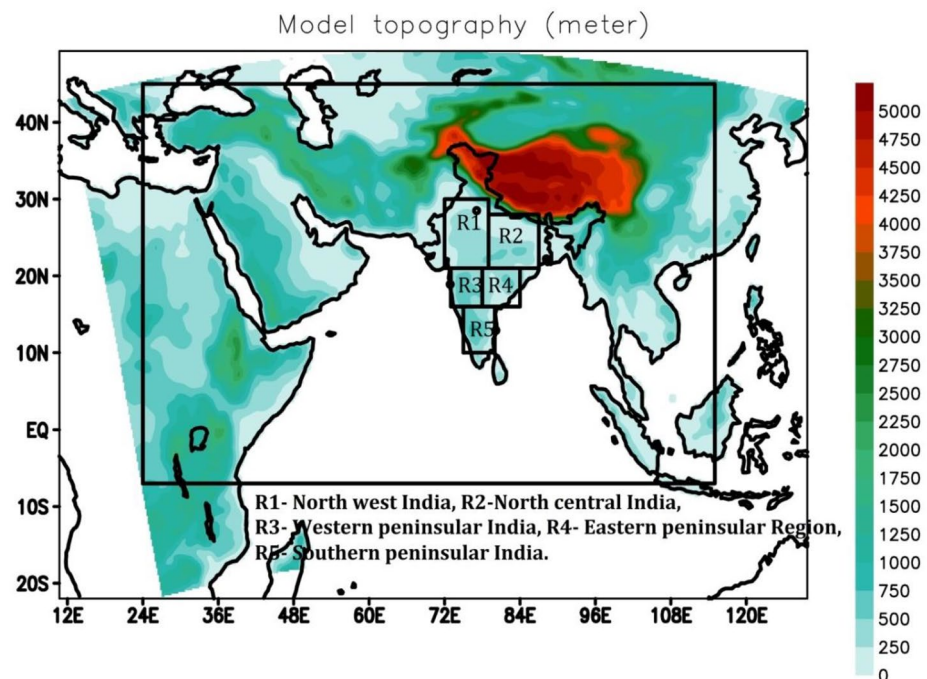 Model topography (meter)
40N
30N
20N
10N
EQ
10S
20S
12E 24E 36E 48E 60E 72E 84E 96E 108E 120E
R1
R2
R3 R4
R5
R1- North west India, R2-North central India,
R3- Western peninsular India, R4- Eastern peninsular Region,
R5- Southern peninsular India.
5000
4750
4500
4250
4000
3750
3500
3250
3000
2750
2500
2250
2000
1750
1500
1250
1000
750
500
250
0